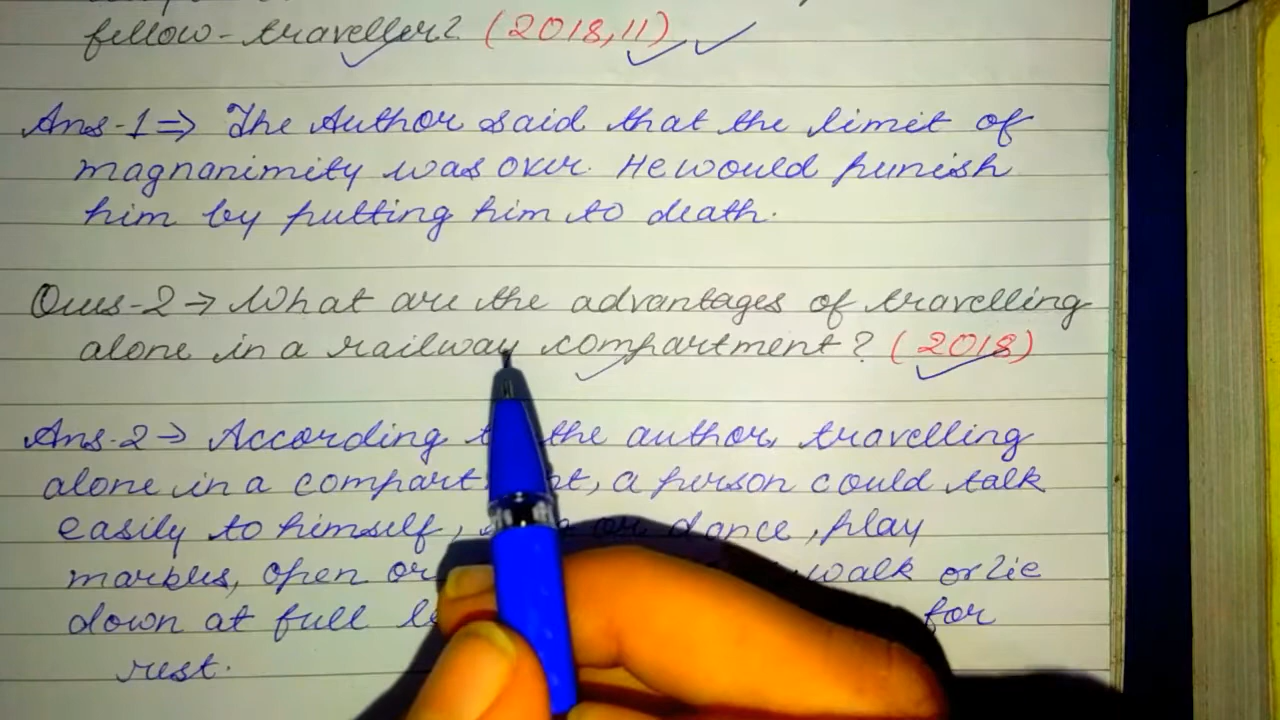 fellow-traveller? (2018,11)
Ans-1⇒ The Author said that the limit of
magnanimity was over. He would punish
him by putting him to death.
Ques-2→ What are the advantages of travelling
alone in a railway compartment? (2018)
Ans-2→ According the author, travelling
alone in a a person could talk
easily to himself, or dance, play
marbles, open or walk or lie
down at full for
rest.